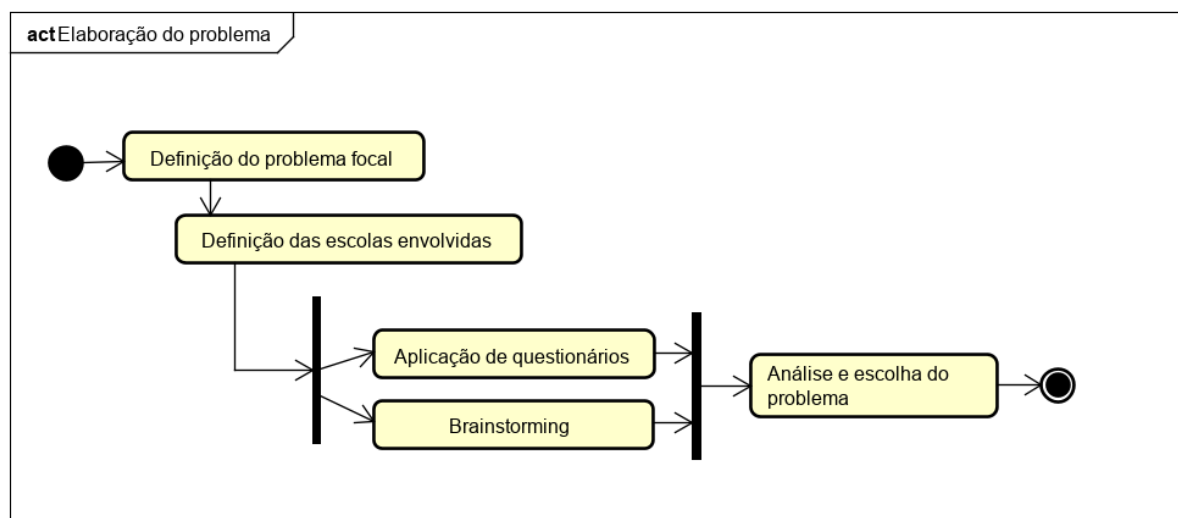 act Elaboração do problema
Definição do problema focal
Definição das escolas envolvidas
Aplicação de questionários
Brainstorming
Análise e escolha do
problema